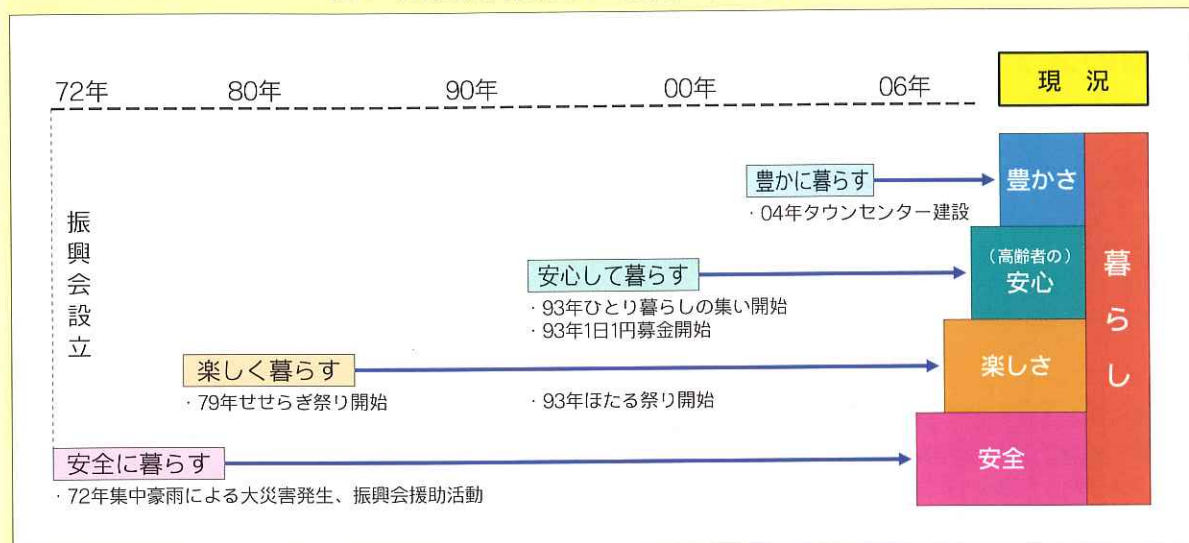 72年 80年 90年 00年 06年 現況
豊かに暮らす 豊かさ
・04年タウンセンター建設
振興会設立
安心して暮らす (高齢者の)
安心
・93年ひとり暮らしの集い開始
・93年1日1円募金開始
暮らし
楽しく暮らす 楽しさ
・79年せせらぎ祭り開始 ・93年ほたる祭り開始
安全に暮らす 安全
・72年集中豪雨による大災害発生、振興会援助活動